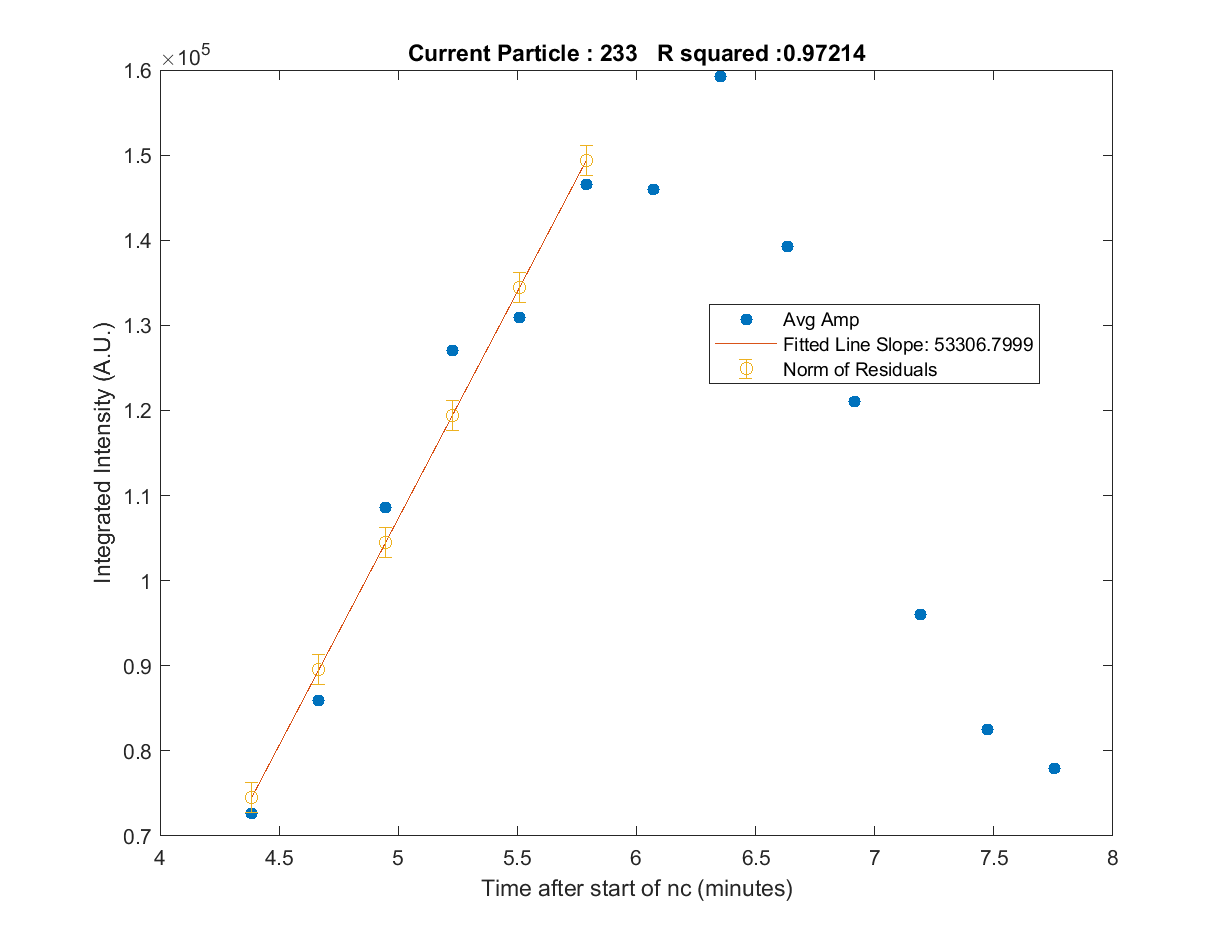 Current Particle : 233 R squared :0.97214
×10^5
1.6
1.5
1.4
1.3
1.2
1.1
1
0.9
0.8
0.7
Integrated Intensity (A.U.)
Avg Amp
Fitted Line Slope: 53306.7999
Norm of Residuals
4 4.5 5 5.5 6 6.5 7 7.5 8
Time after start of nc (minutes)